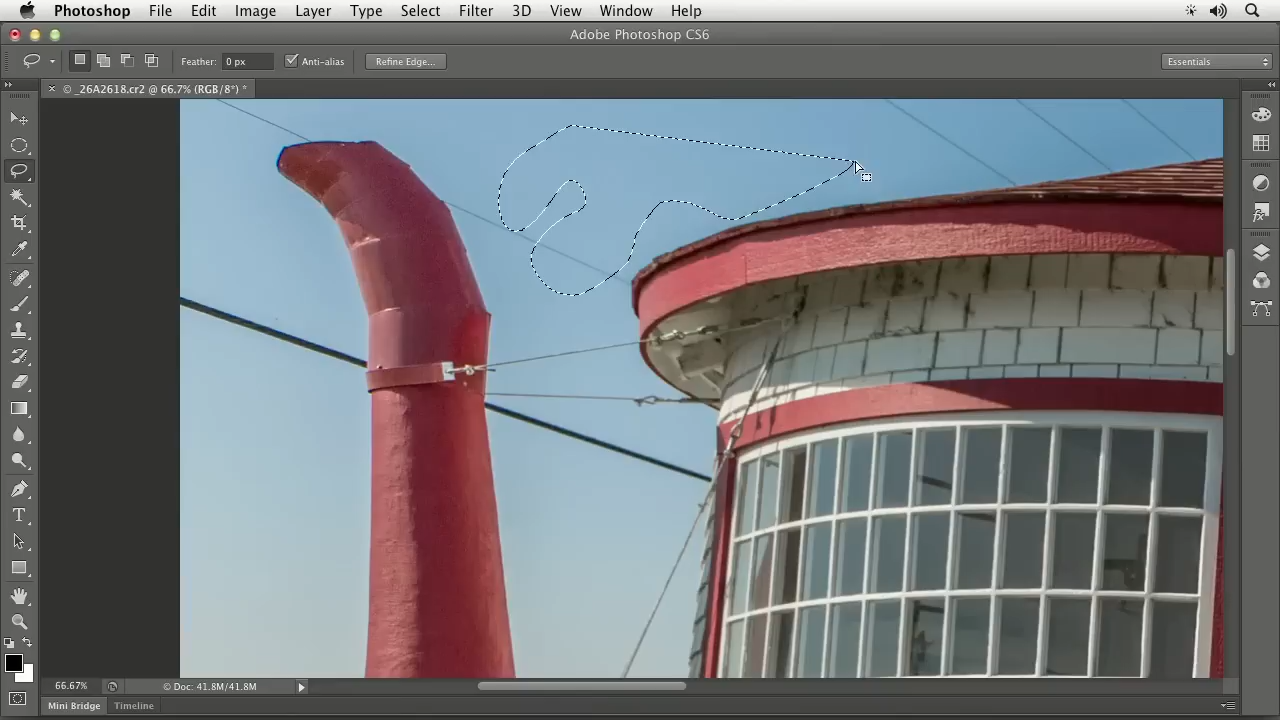 Photoshop File Edit Image Layer Type Select Filter 3D View Window Help
Adobe Photoshop CS6
Feather: 0 px Anti-alias Refine Edge... Essentials
× © _26A2618.cr2 @ 66.7% (RGB/8*) *
T
66.67% © Doc: 41.8M/41.8M
Mini Bridge Timeline